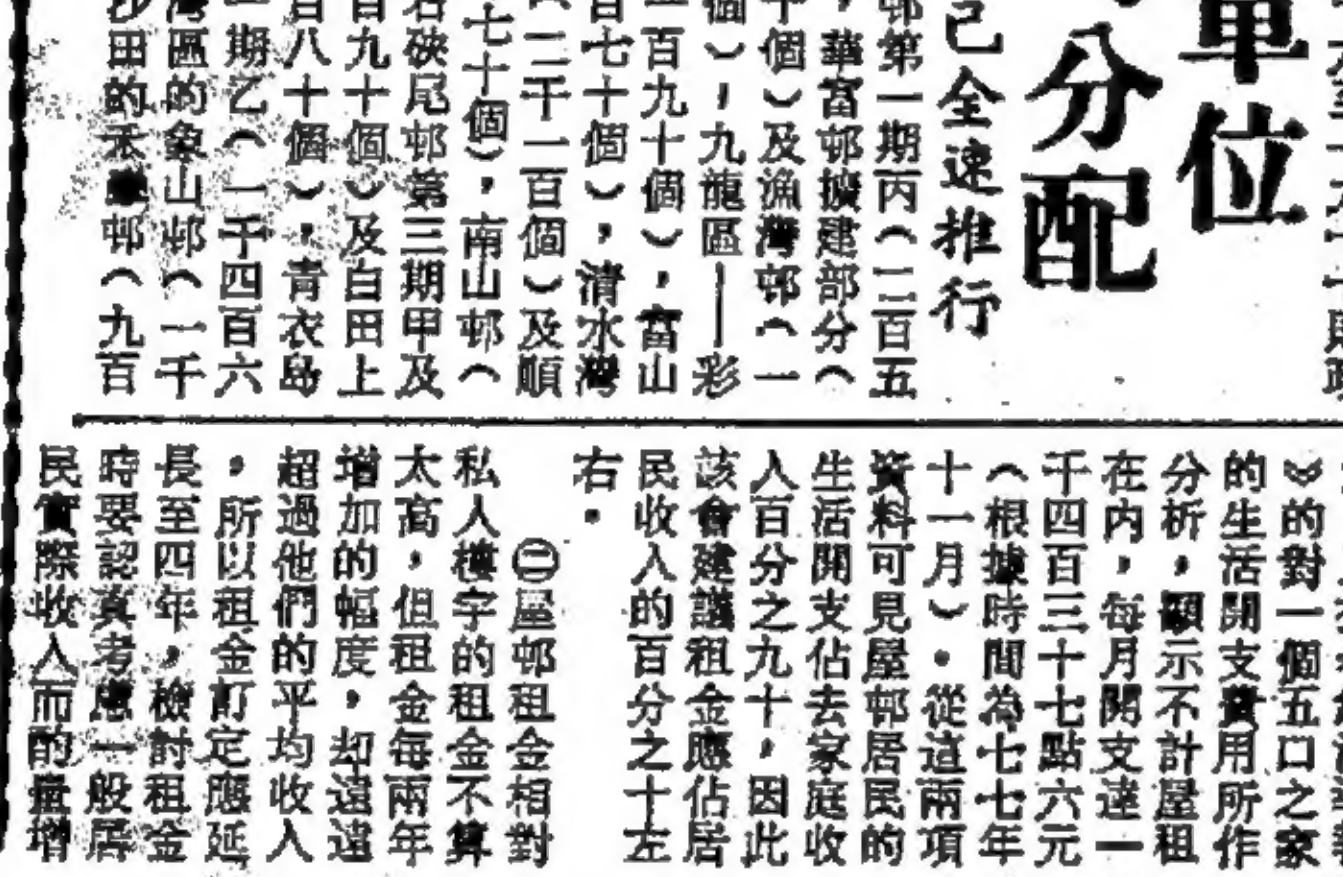 單位
分配
己全速推行
邨第一期丙（二百五
，華富邨擴建部分（
十個）及漁灣邨（一
個），九龍區——彩
百九十個），富山
百七十個），清水灣
（二千一百個）及順
七十個），南山邨（
石硤尾邨第三期甲及
百九十個）及白田上
百八十個），青衣島
期乙（一千四百六
灣區的象山邨（一千
沙田的禾邨（九百
》的對一個五口之家
的生活開支費用所作
分析，顯示不計屋租
在內，每月開支達一
千四百三十七點六元
（根據時間為七七年
十一月）。從這兩項
資料可見屋邨居民的
生活開支佔去家庭收
入百分之九十，因此
該會建議租金應佔居
民收入的百分之十左
右。
㊁屋邨租金相對
私人樓宇的租金不算
太高，但租金每兩年
增加的幅度，却遠遠
超過他們的平均收入
，所以租金訂定應延
長至四年，檢討租金
時要認真考慮一般居
民實際收入而酌量增